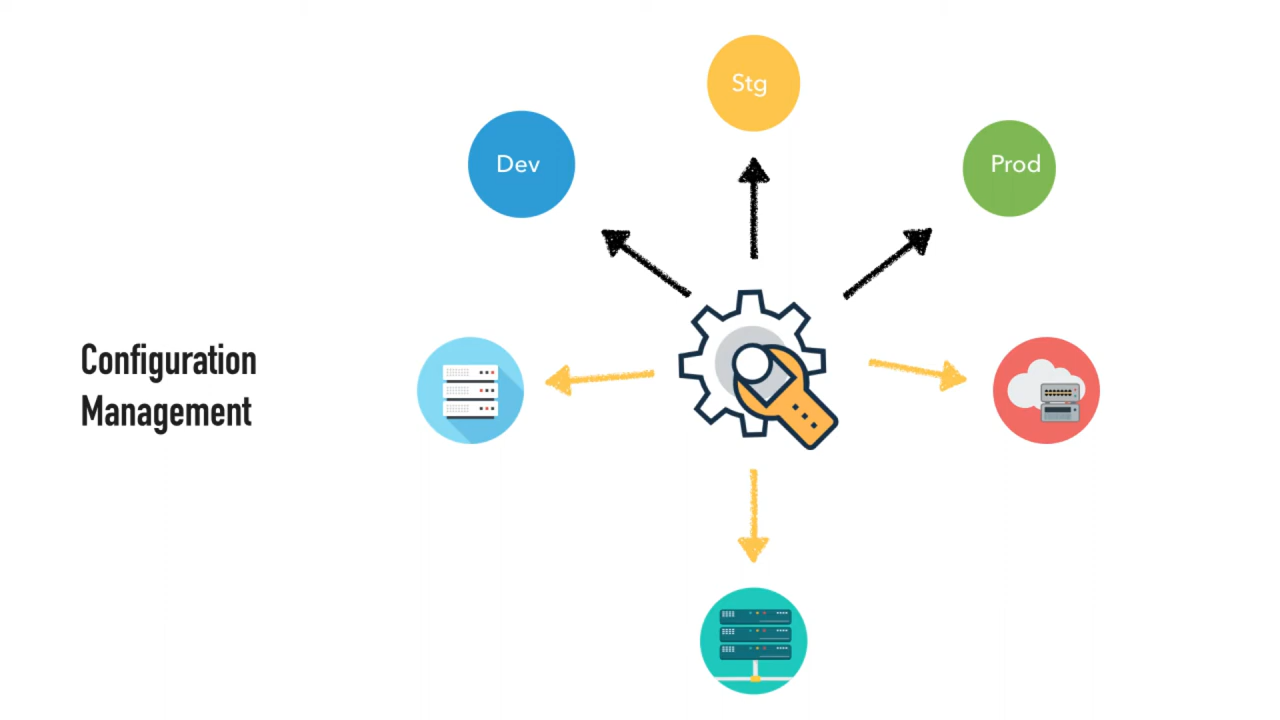 Stg
Dev
Prod
Configuration
Management